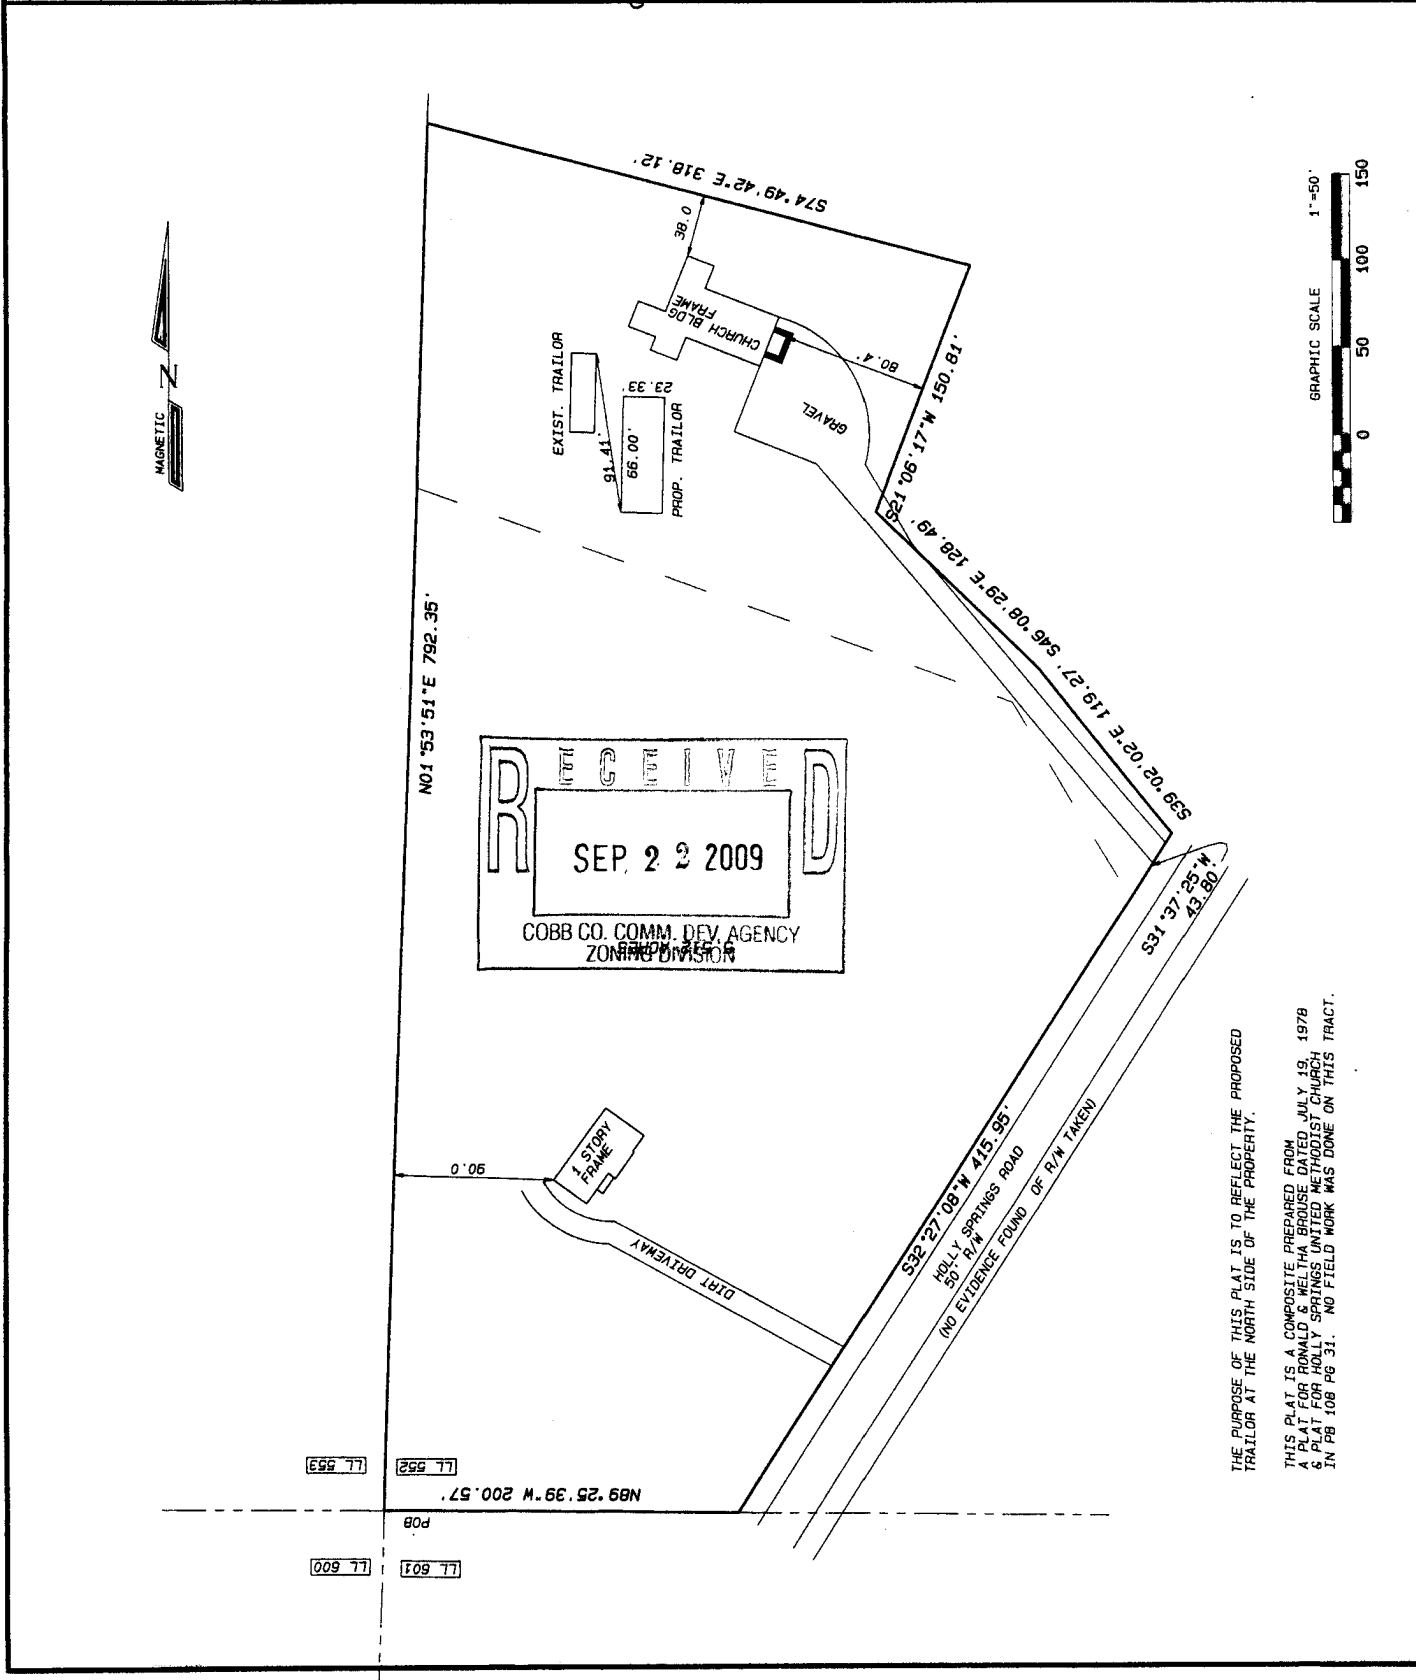 MAGNETIC
N
N01°53'51"E 792.35'
S74°49'42"E 318.12'
38.0
CHURCH BLDG
FRAME
EXIST. TRAILOR
91.41'
66.00'
23.33'
PROP. TRAILOR
GRAVEL
80.4'
S21°06'17"W 150.81'
S46°08'29"E 128.49'
S39°02'02"E 119.27'
S31°37'25"W
43.80'
RECEIVED
SEP. 22 2009
COBB CO. COMM. DEV. AGENCY
ZONING DIVISION
5.512 ACRES
1 STORY
FRAME
90.0
DIRT DRIVEWAY
S32°27'08"W 415.95'
HOLLY SPRINGS ROAD
50' R/W
(NO EVIDENCE FOUND OF R/W TAKEN)
N89°25'39"W 200.57'
POB
LL 553
LL 552
LL 600
LL 601
GRAPHIC SCALE 1"=50'
0 50 100 150
THE PURPOSE OF THIS PLAT IS TO REFLECT THE PROPOSED
TRAILOR AT THE NORTH SIDE OF THE PROPERTY.
THIS PLAT IS A COMPOSITE PREPARED FROM
A PLAT FOR RONALD & WELTHA BROUSE DATED JULY 19, 1978
& PLAT FOR HOLLY SPRINGS UNITED METHODIST CHURCH
IN PB 108 PG 31. NO FIELD WORK WAS DONE ON THIS TRACT.